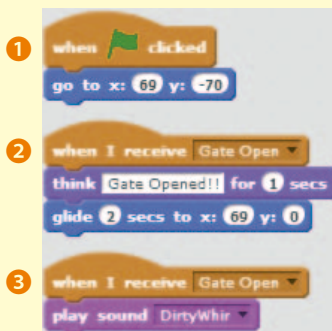 1
when clicked
go to x: 69 y: -70
2
when I receive Gate Open
think Gate Opened!! for 1 secs
glide 2 secs to x: 69 y: 0
3
when I receive Gate Open
play sound DirtyWhir